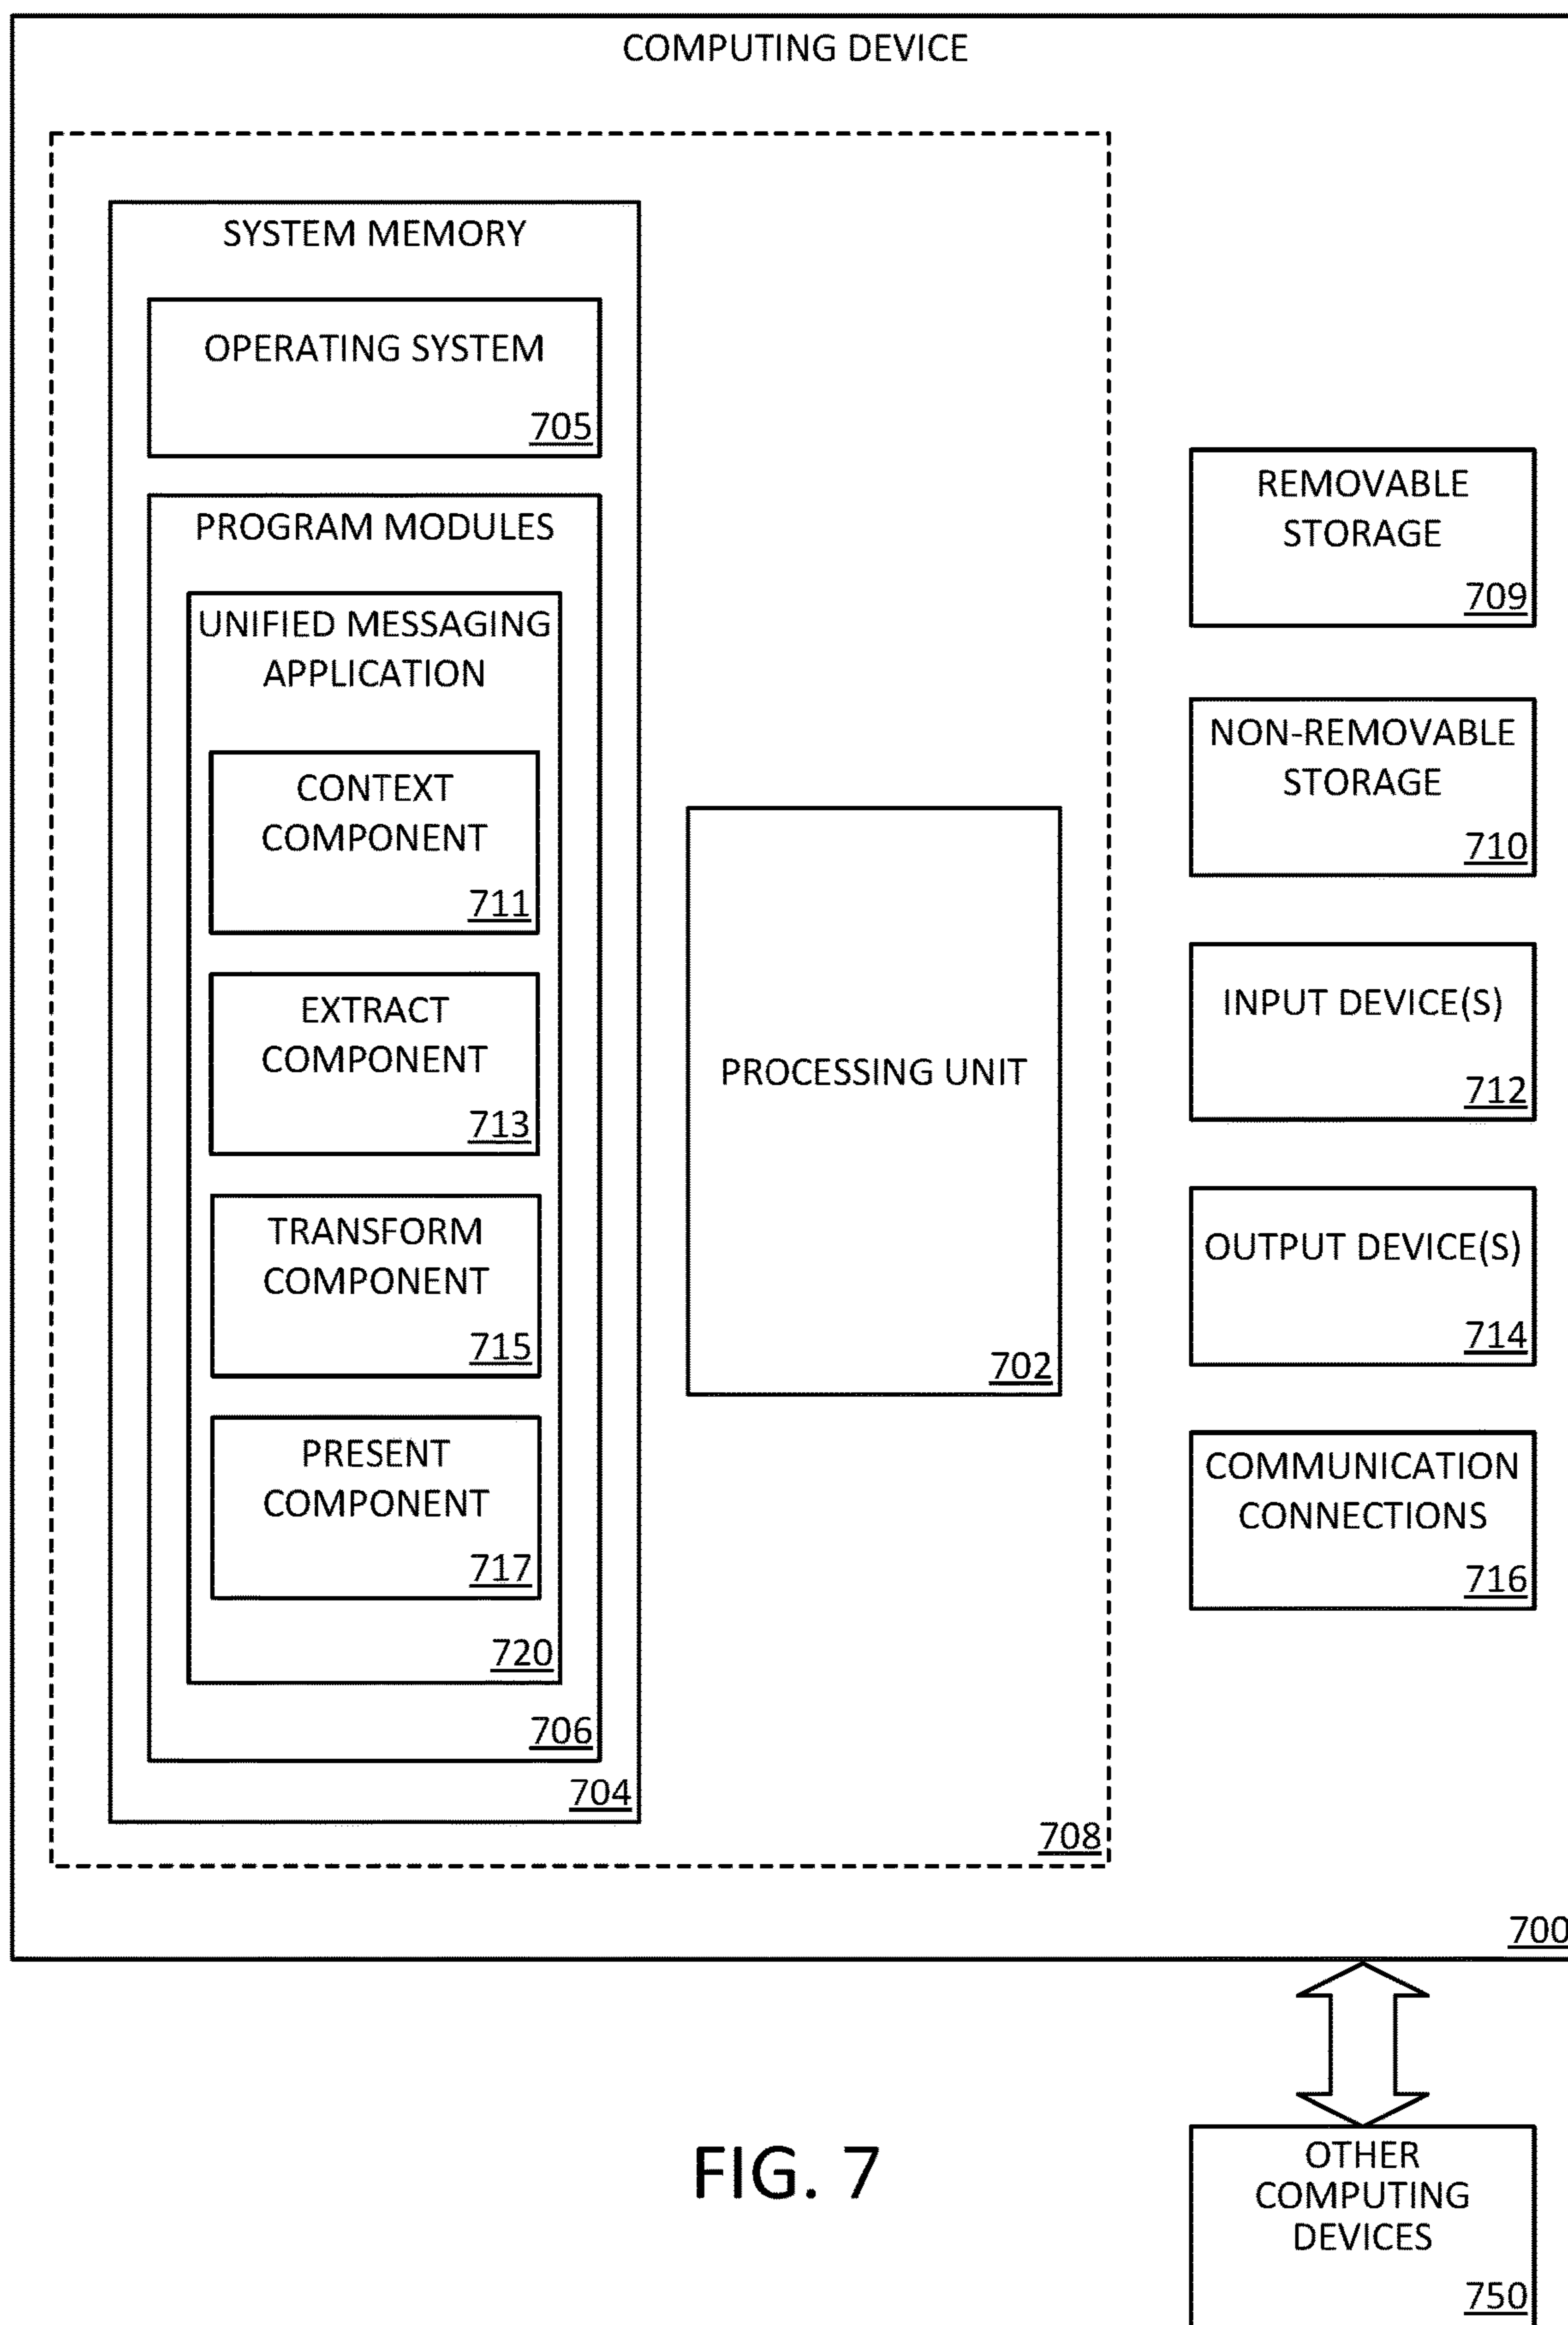 COMPUTING DEVICE
SYSTEM MEMORY
OPERATING SYSTEM
705
PROGRAM MODULES
UNIFIED MESSAGING
APPLICATION
CONTEXT
COMPONENT
711
EXTRACT
COMPONENT
713
TRANSFORM
COMPONENT
715
PRESENT
COMPONENT
717
720
706
704
PROCESSING UNIT
702
708
REMOVABLE
STORAGE
709
NON-REMOVABLE
STORAGE
710
INPUT DEVICE(S)
712
OUTPUT DEVICE(S)
714
COMMUNICATION
CONNECTIONS
716
700
OTHER
COMPUTING
DEVICES
750
FIG. 7